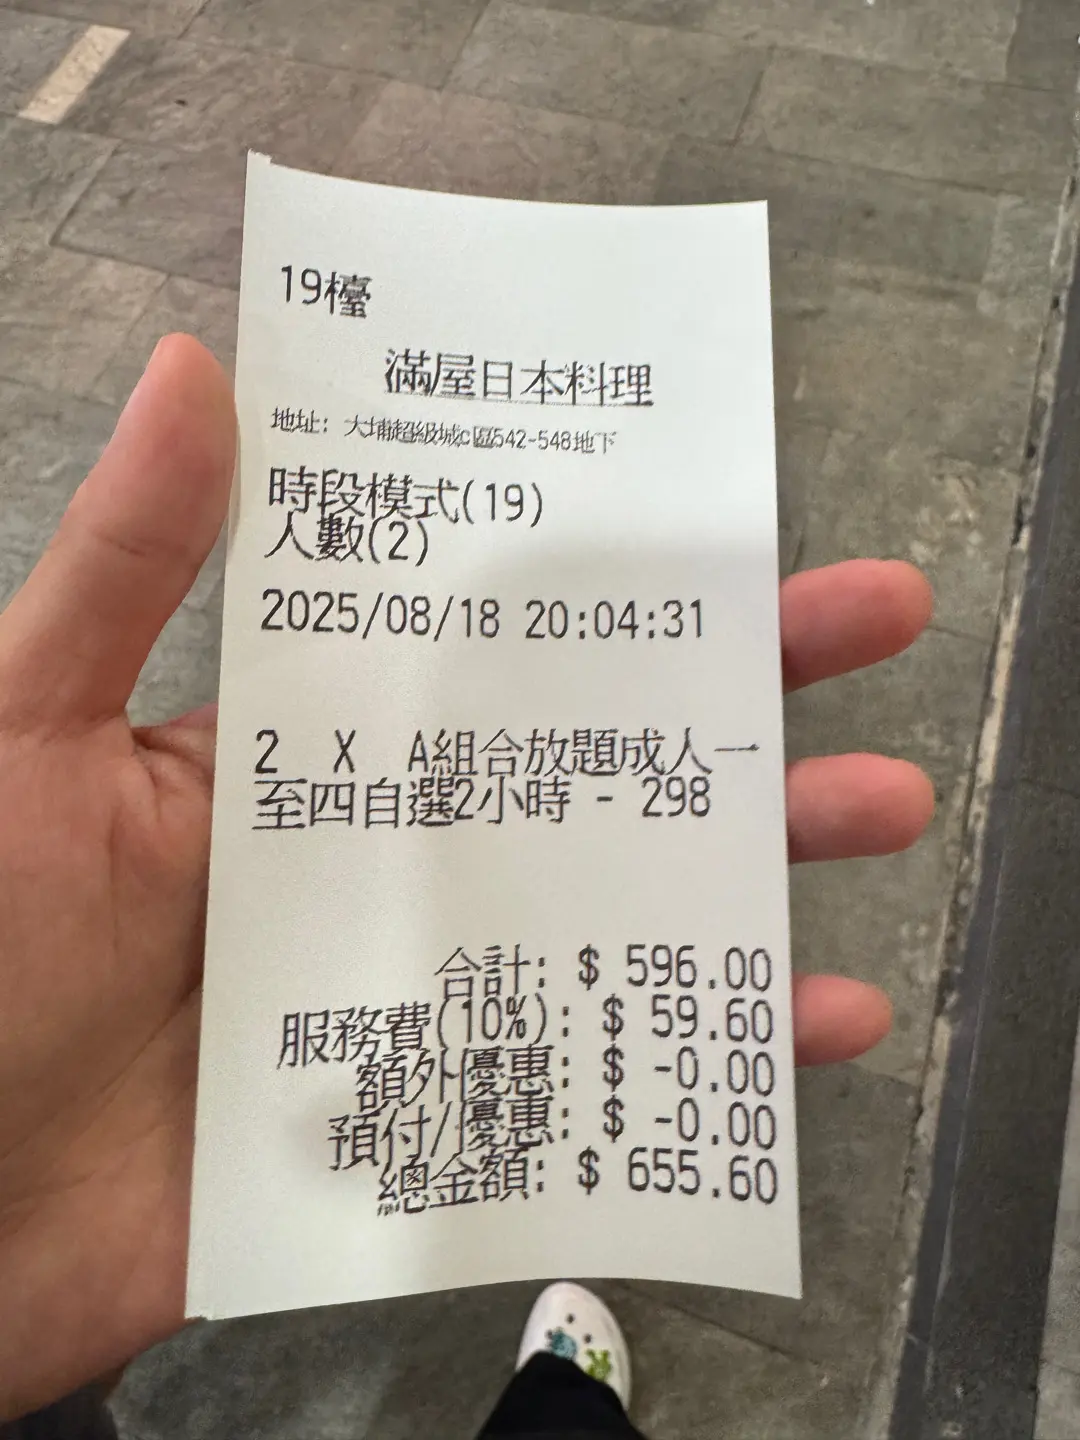 19檯
滿屋日本料理
地址: 大埔超級城c區542-548地下
時段模式(19)
人數(2)
2025/08/18 20:04:31
2 X A組合放題成人一
至四自選2小時 - 298
合計: $ 596.00
服務費(10%): $ 59.60
額外優惠: $ -0.00
預付/優惠: $ -0.00
總金額: $ 655.60